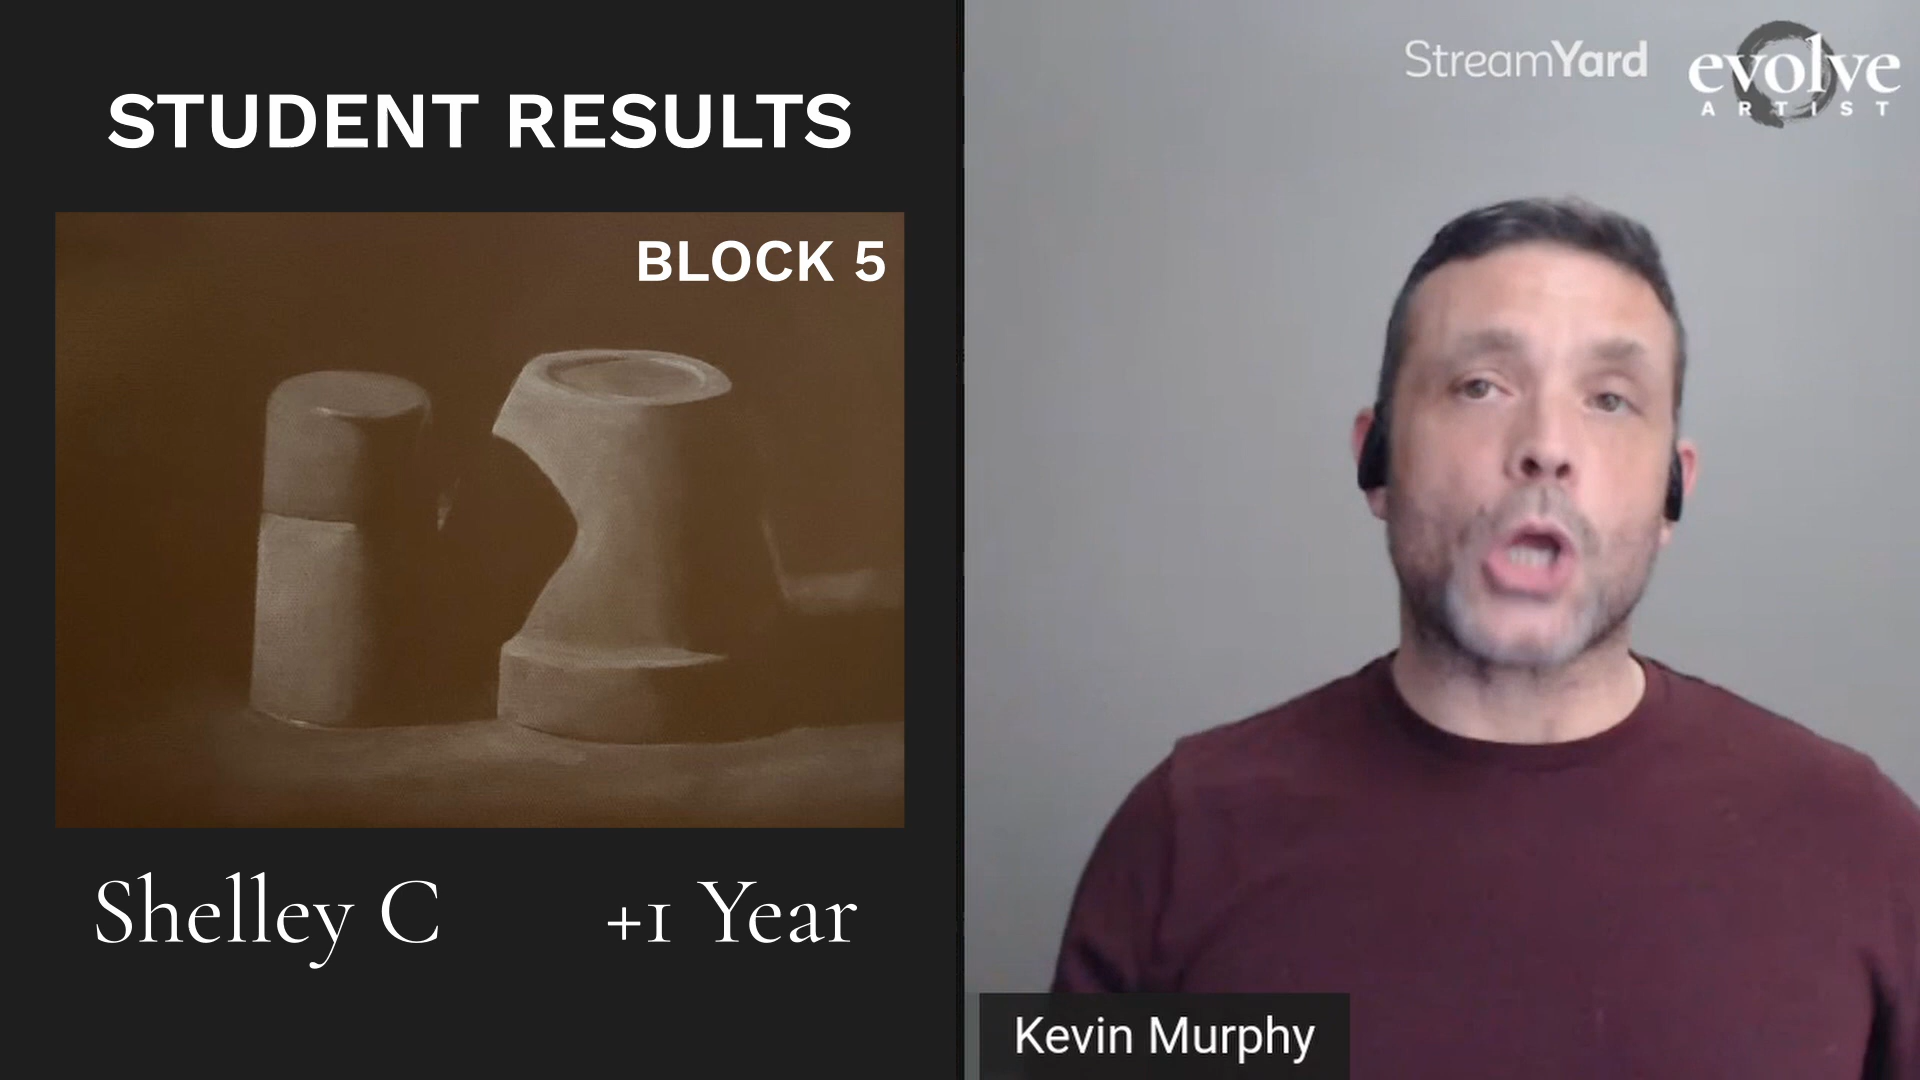 STUDENT RESULTS
BLOCK 5
Shelley C
+1 Year
StreamYard
evolve
ARTIST
Kevin Murphy